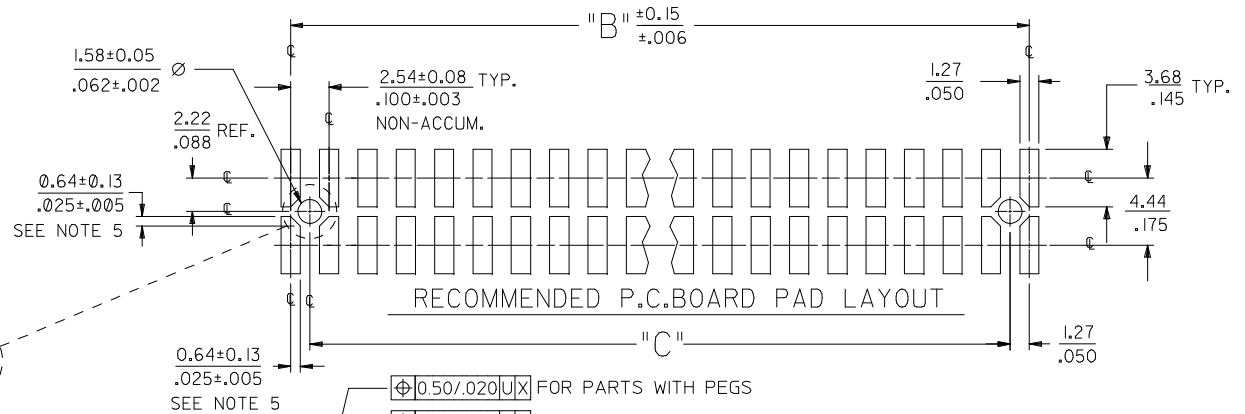 "B" ±0.15
±.006
℄ ℄
1.58±0.05 Ø
.062±.002
2.54±0.08 TYP.
.100±.003
NON-ACCUM.
℄
1.27
.050
3.68 TYP.
.145
2.22 REF.
.088
℄ ℄
0.64±0.13
.025±.005
SEE NOTE 5
℄
4.44
.175
℄
℄ ℄
RECOMMENDED P.C.BOARD PAD LAYOUT
"C"
1.27
.050
0.64±0.13
.025±.005
SEE NOTE 5
⌖ 0.50/.020 U X FOR PARTS WITH PEGS